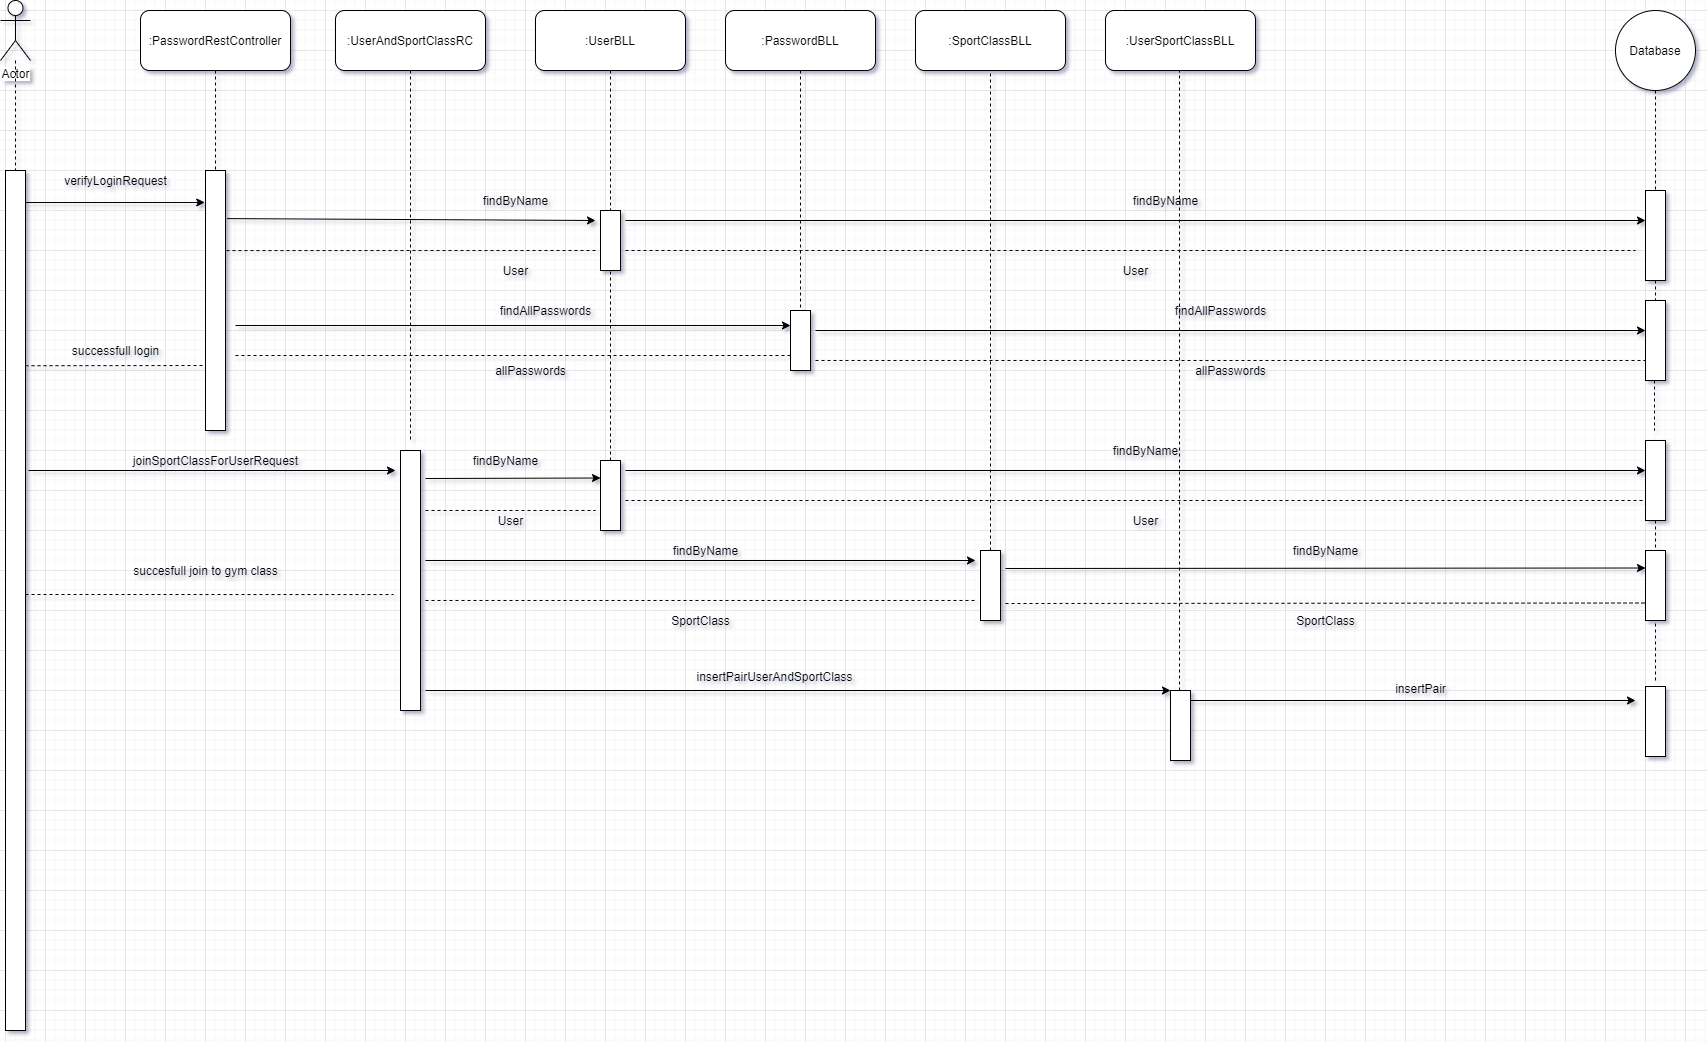 Actor
:PasswordRestController
:UserAndSportClassRC
:UserBLL
:PasswordBLL
:SportClassBLL
:UserSportClassBLL
Database
verifyLoginRequest
findByName
findByName
User
User
findAllPasswords
findAllPasswords
successfull login
allPasswords
allPasswords
joinSportClassForUserRequest
findByName
findByName
User
User
findByName
findByName
succesfull join to gym class
SportClass
SportClass
insertPairUserAndSportClass
insertPair